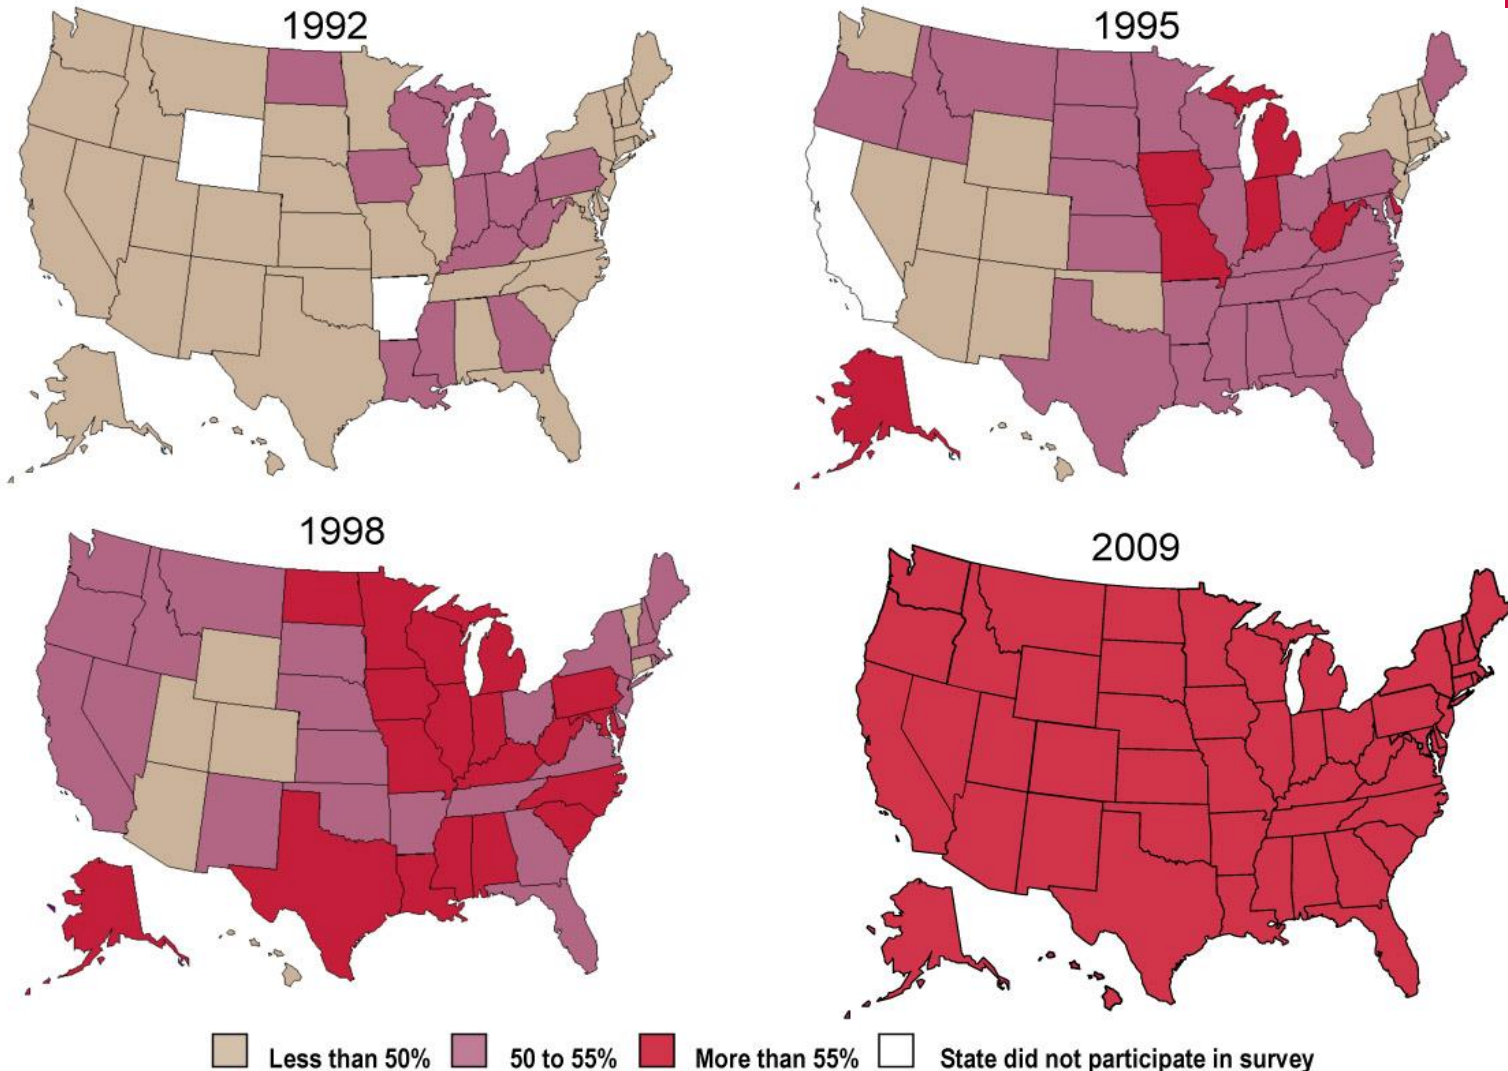 1992
1995
1998
2009
Less than 50%
50 to 55%
More than 55%
State did not participate in survey